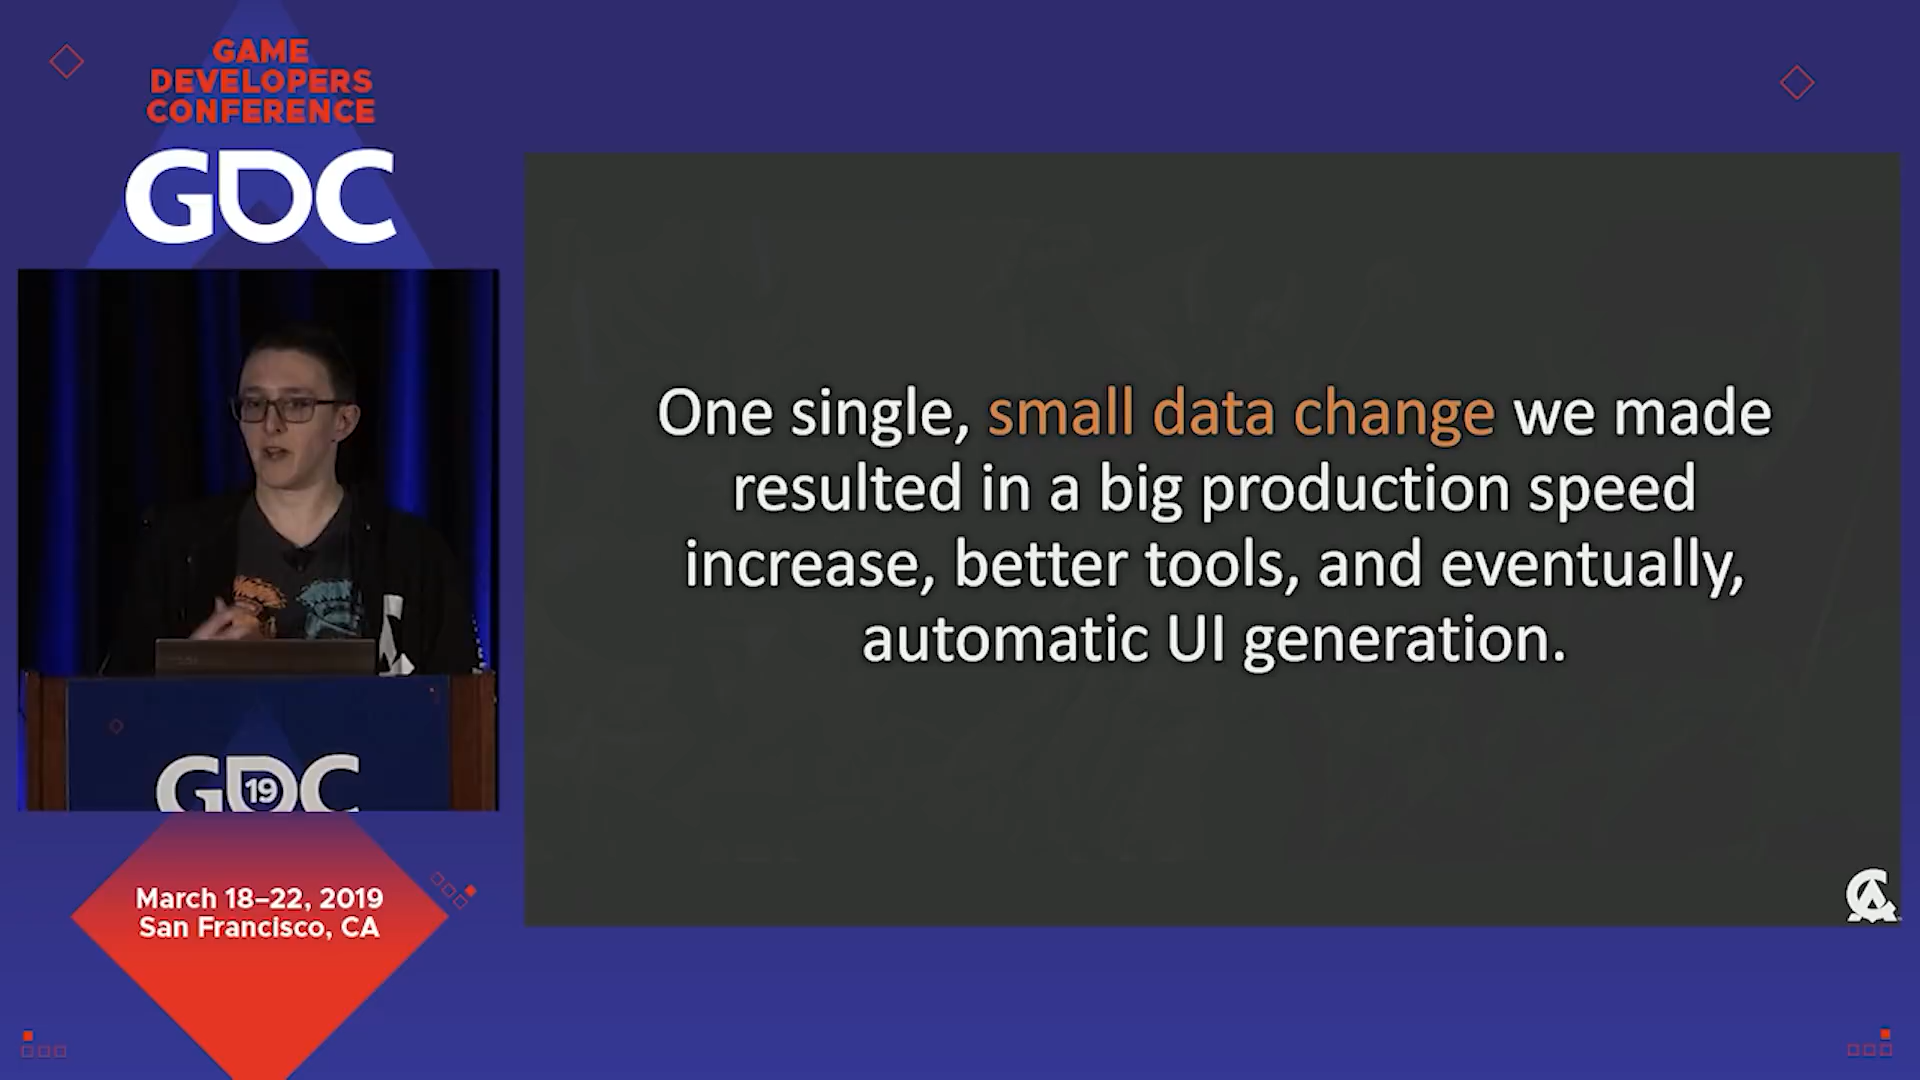 GAME
DEVELOPERS
CONFERENCE
GDC
GDC
19
March 18–22, 2019
San Francisco, CA
One single, small data change we made
resulted in a big production speed
increase, better tools, and eventually,
automatic UI generation.